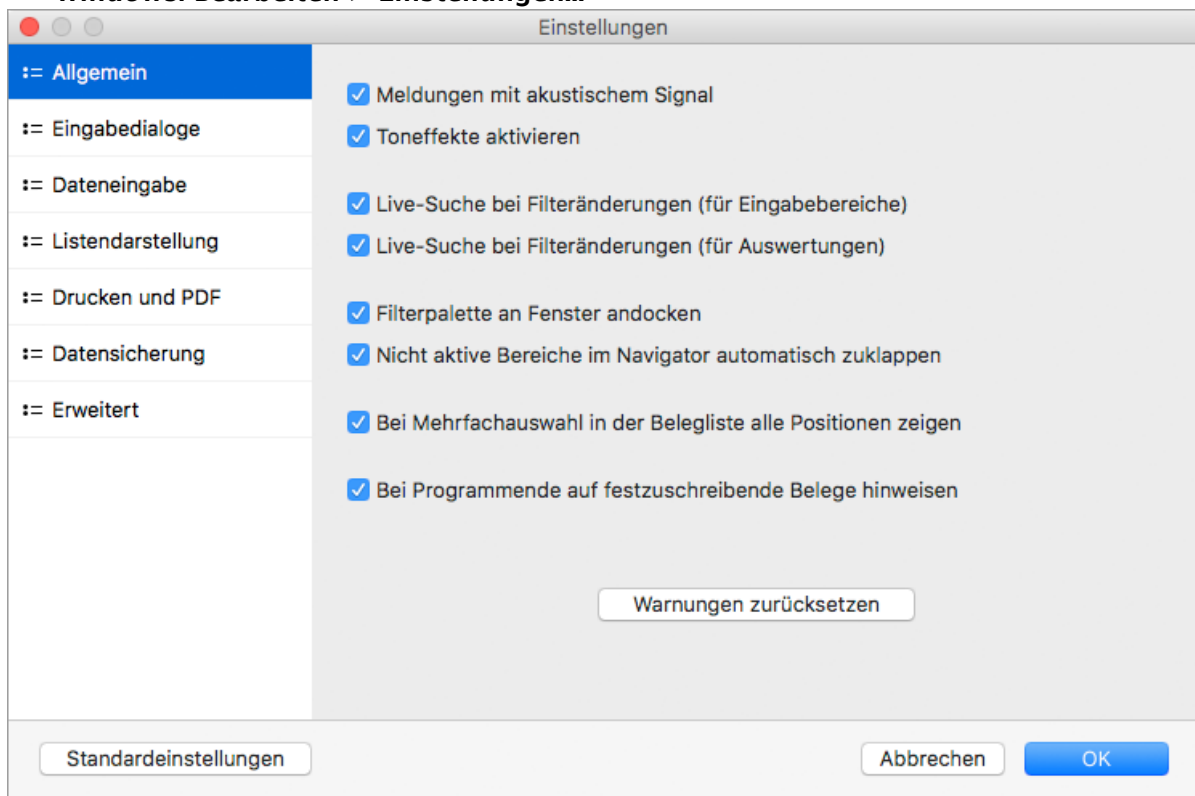 Windows: Bearbeiten > Einstellungen...
Einstellungen
Allgemein
Eingabedialoge
Dateneingabe
Listendarstellung
Drucken und PDF
Datensicherung
Erweitert
Meldungen mit akustischem Signal
Toneffekte aktivieren
Live-Suche bei Filteränderungen (für Eingabebereiche)
Live-Suche bei Filteränderungen (für Auswertungen)
Filterpalette an Fenster andocken
Nicht aktive Bereiche im Navigator automatisch zuklappen
Bei Mehrfachauswahl in der Belegliste alle Positionen zeigen
Bei Programmende auf festzuschreibende Belege hinweisen
Warnungen zurücksetzen
Standardeinstellungen
Abbrechen
OK